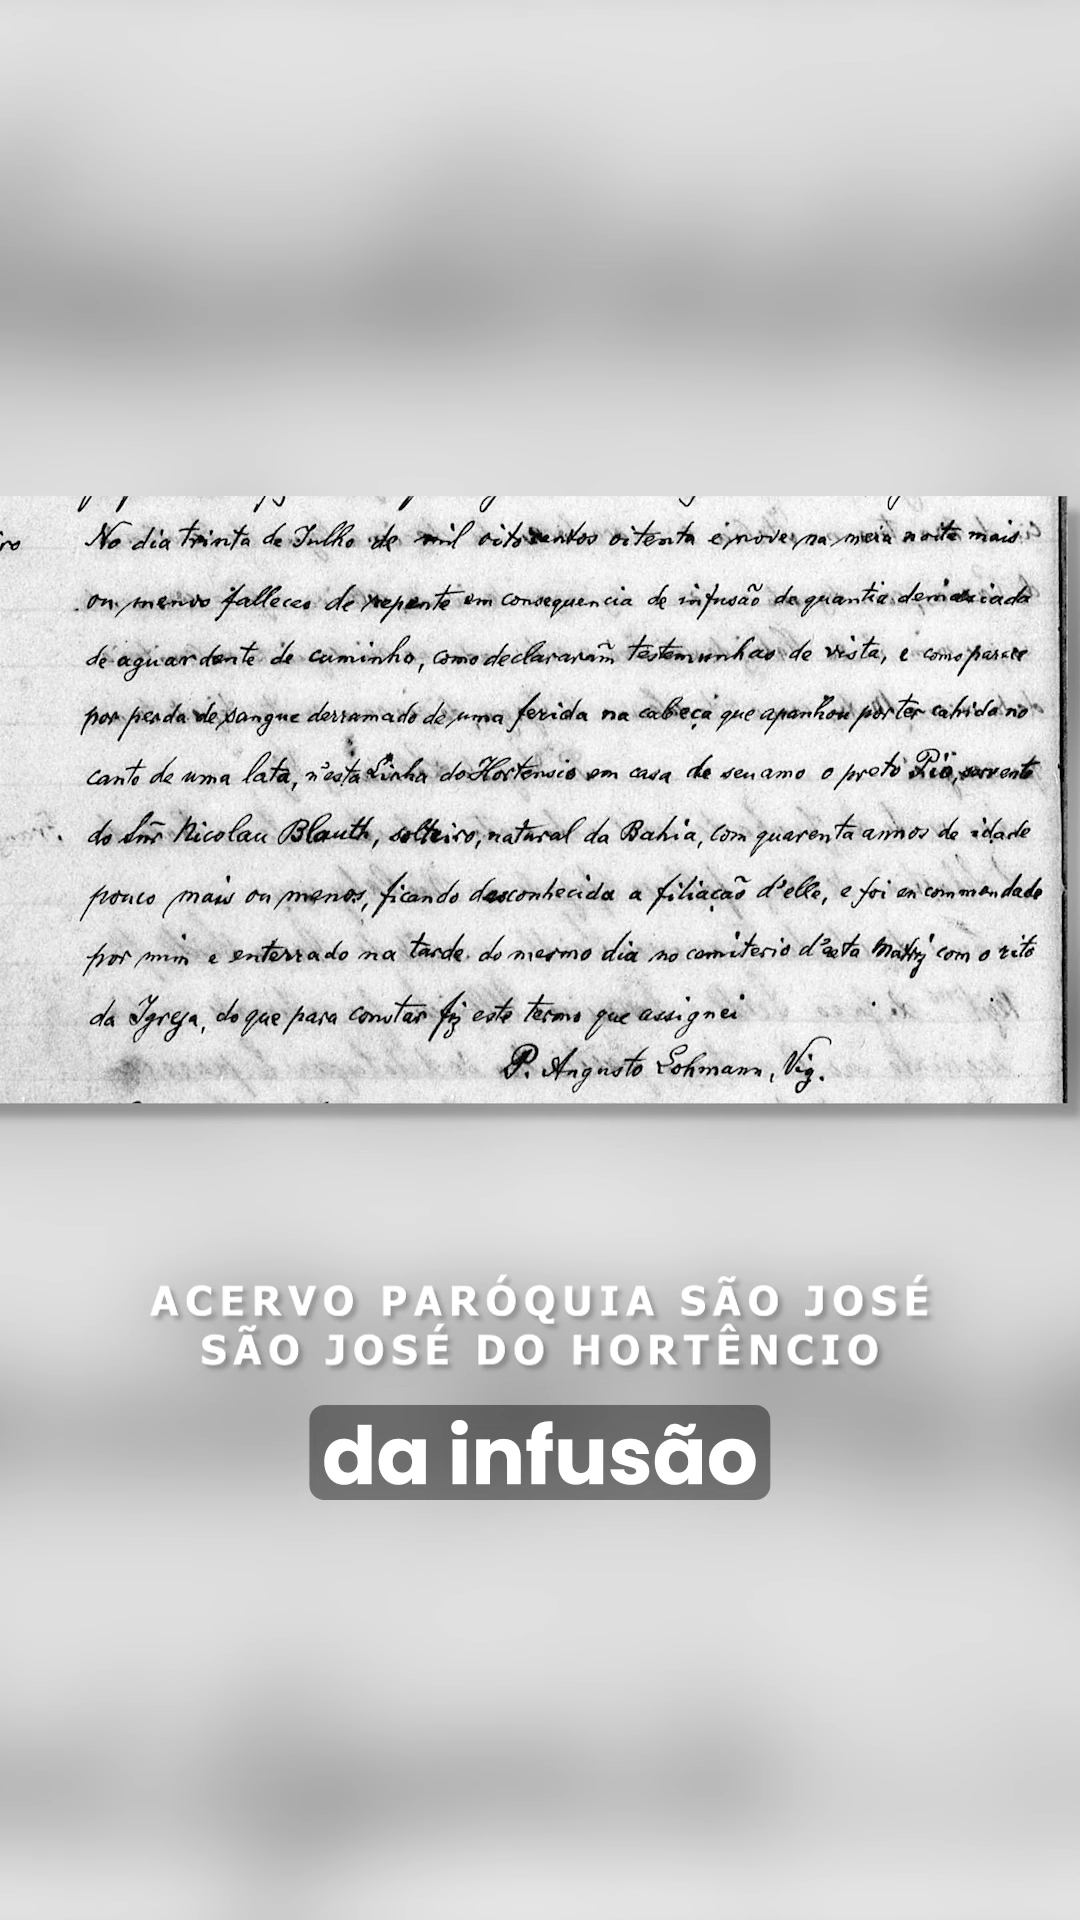 ro
No dia trinta de Julho de mil oitocentos oitenta e nove, na meia noite mais
ou menos falleceo de repente em consequencia de infusão da quantia demasiada
de aguardente de cuminho, como declararam testemunhas de vista, e como parece
por perda de sangue derramado de uma ferida na cabeça que apanhou por ter cahido no
canto de uma lata, n'esta Linha do Hortensio em casa de seu amo o preto Pio, servente
do Snr Nicolau Blauth, solteiro, natural da Bahia, com quarenta annos de idade
pouco mais ou menos, ficando desconhecida a filiação d'elle, e foi encommendado
por mim e enterrado na tarde do mesmo dia no cemiterio d'esta Matriz com o rito
da Igreja, do que para constar fiz este termo que assignei
P. Augusto Lohmann, Vig.
ACERVO PARÓQUIA SÃO JOSÉ
SÃO JOSÉ DO HORTÊNCIO
da infusão